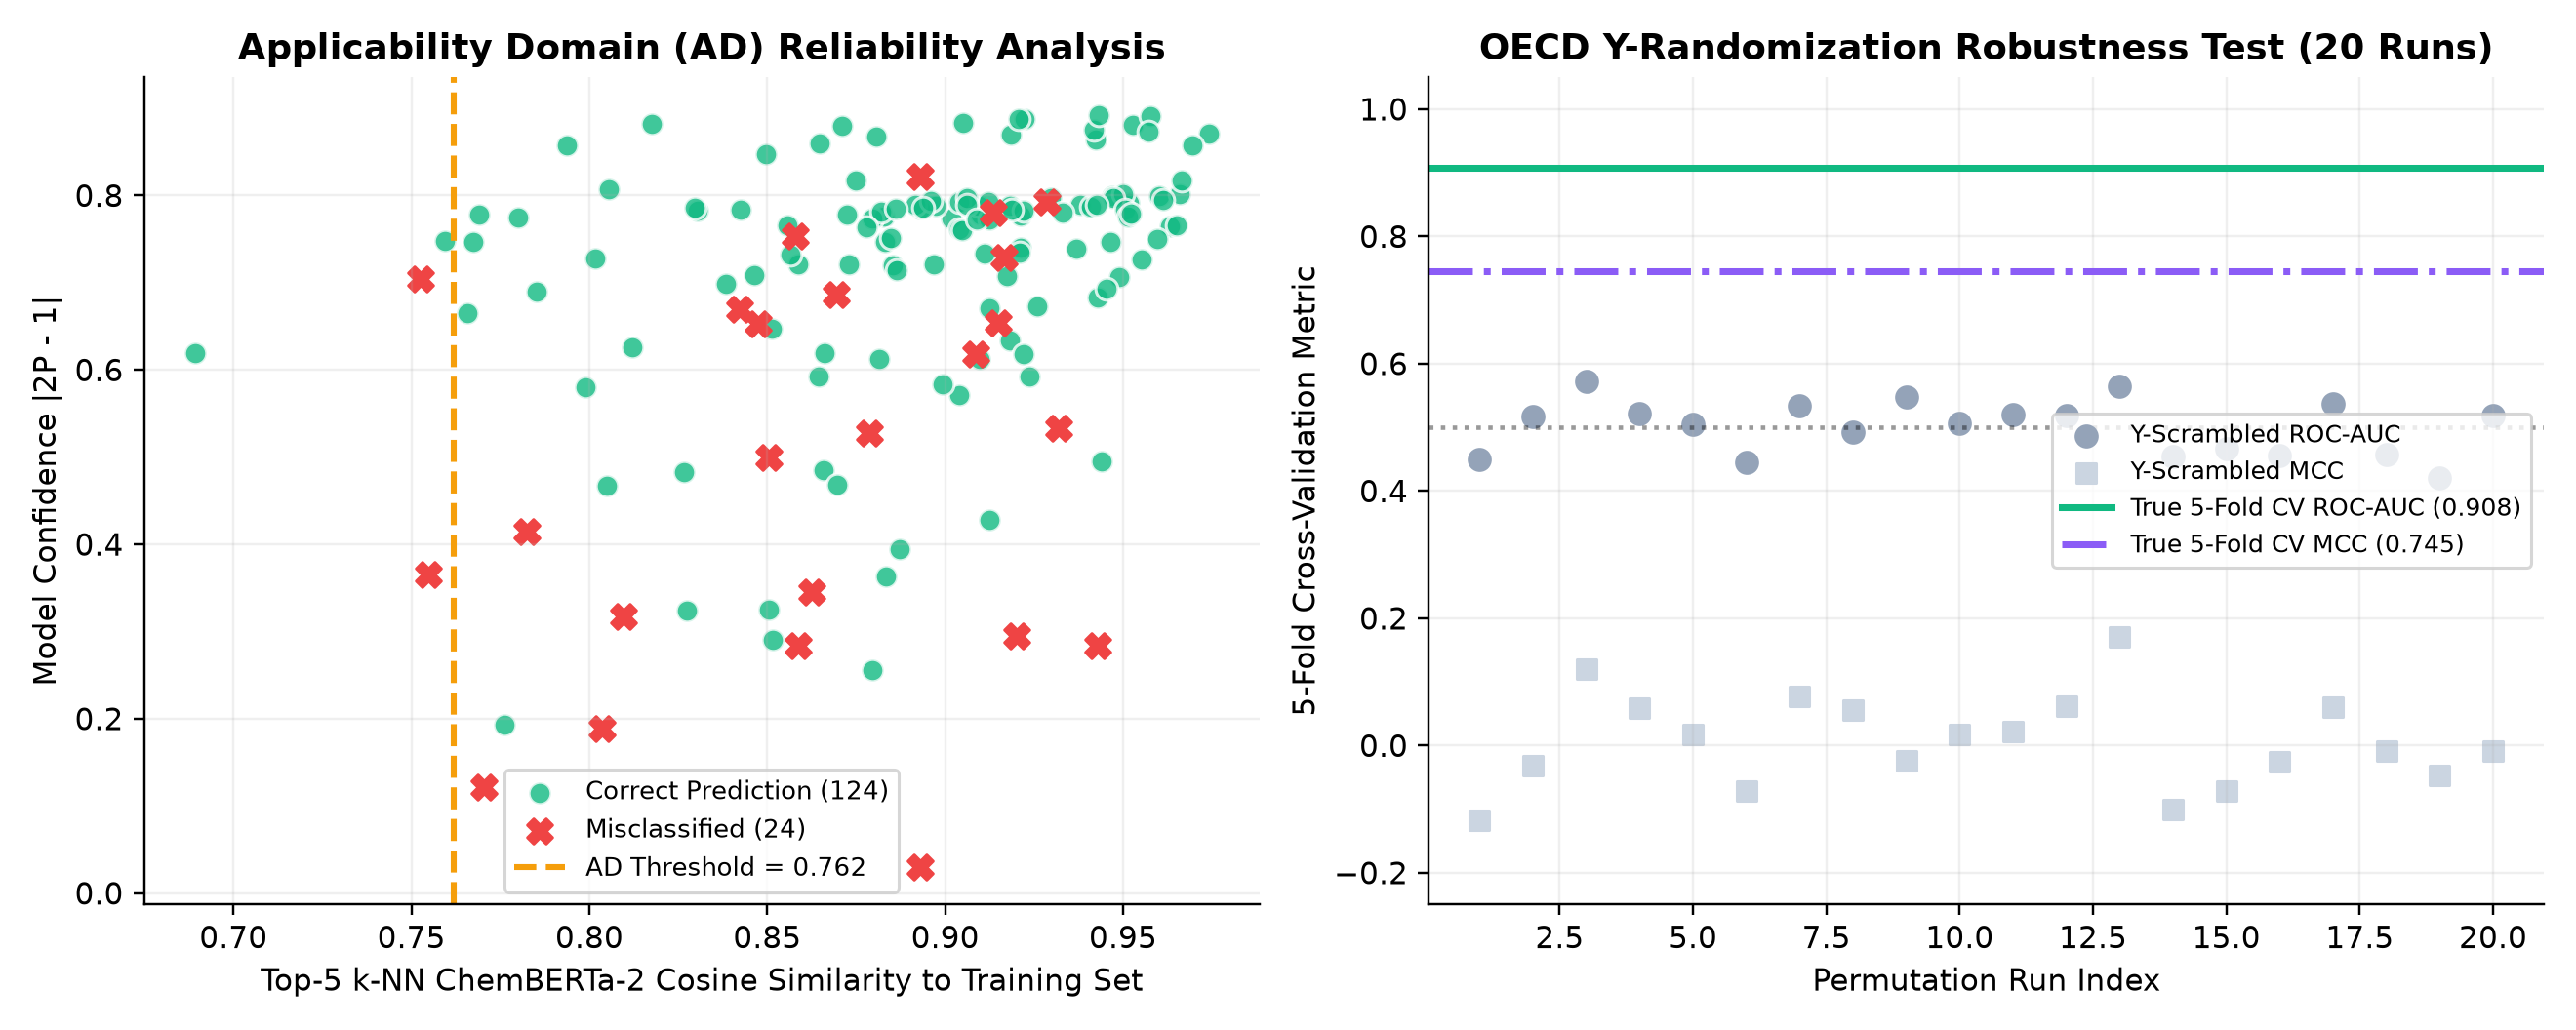 Applicability Domain (AD) Reliability Analysis
Model Confidence |2P - 1|
0.8
0.6
0.4
0.2
0.0
Correct Prediction (124)
Misclassified (24)
AD Threshold = 0.762
0.70 0.75 0.80 0.85 0.90 0.95
Top-5 k-NN ChemBERTa-2 Cosine Similarity to Training Set
OECD Y-Randomization Robustness Test (20 Runs)
5-Fold Cross-Validation Metric
1.0
0.8
0.6
0.4
0.2
0.0
−0.2
Y-Scrambled ROC-AUC
Y-Scrambled MCC
True 5-Fold CV ROC-AUC (0.908)
True 5-Fold CV MCC (0.745)
2.5 5.0 7.5 10.0 12.5 15.0 17.5 20.0
Permutation Run Index